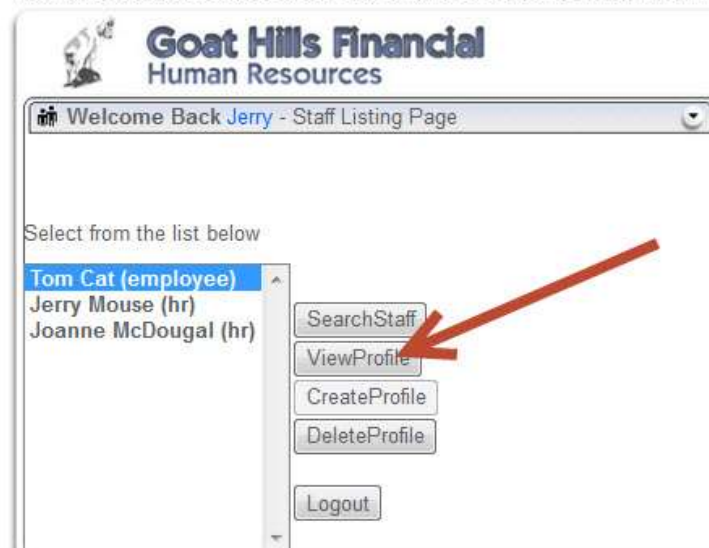 Goat Hills Financial
Human Resources
Welcome Back Jerry - Staff Listing Page
Select from the list below
Tom Cat (employee)
Jerry Mouse (hr)
Joanne McDougal (hr)
SearchStaff
ViewProfile
CreateProfile
DeleteProfile
Logout